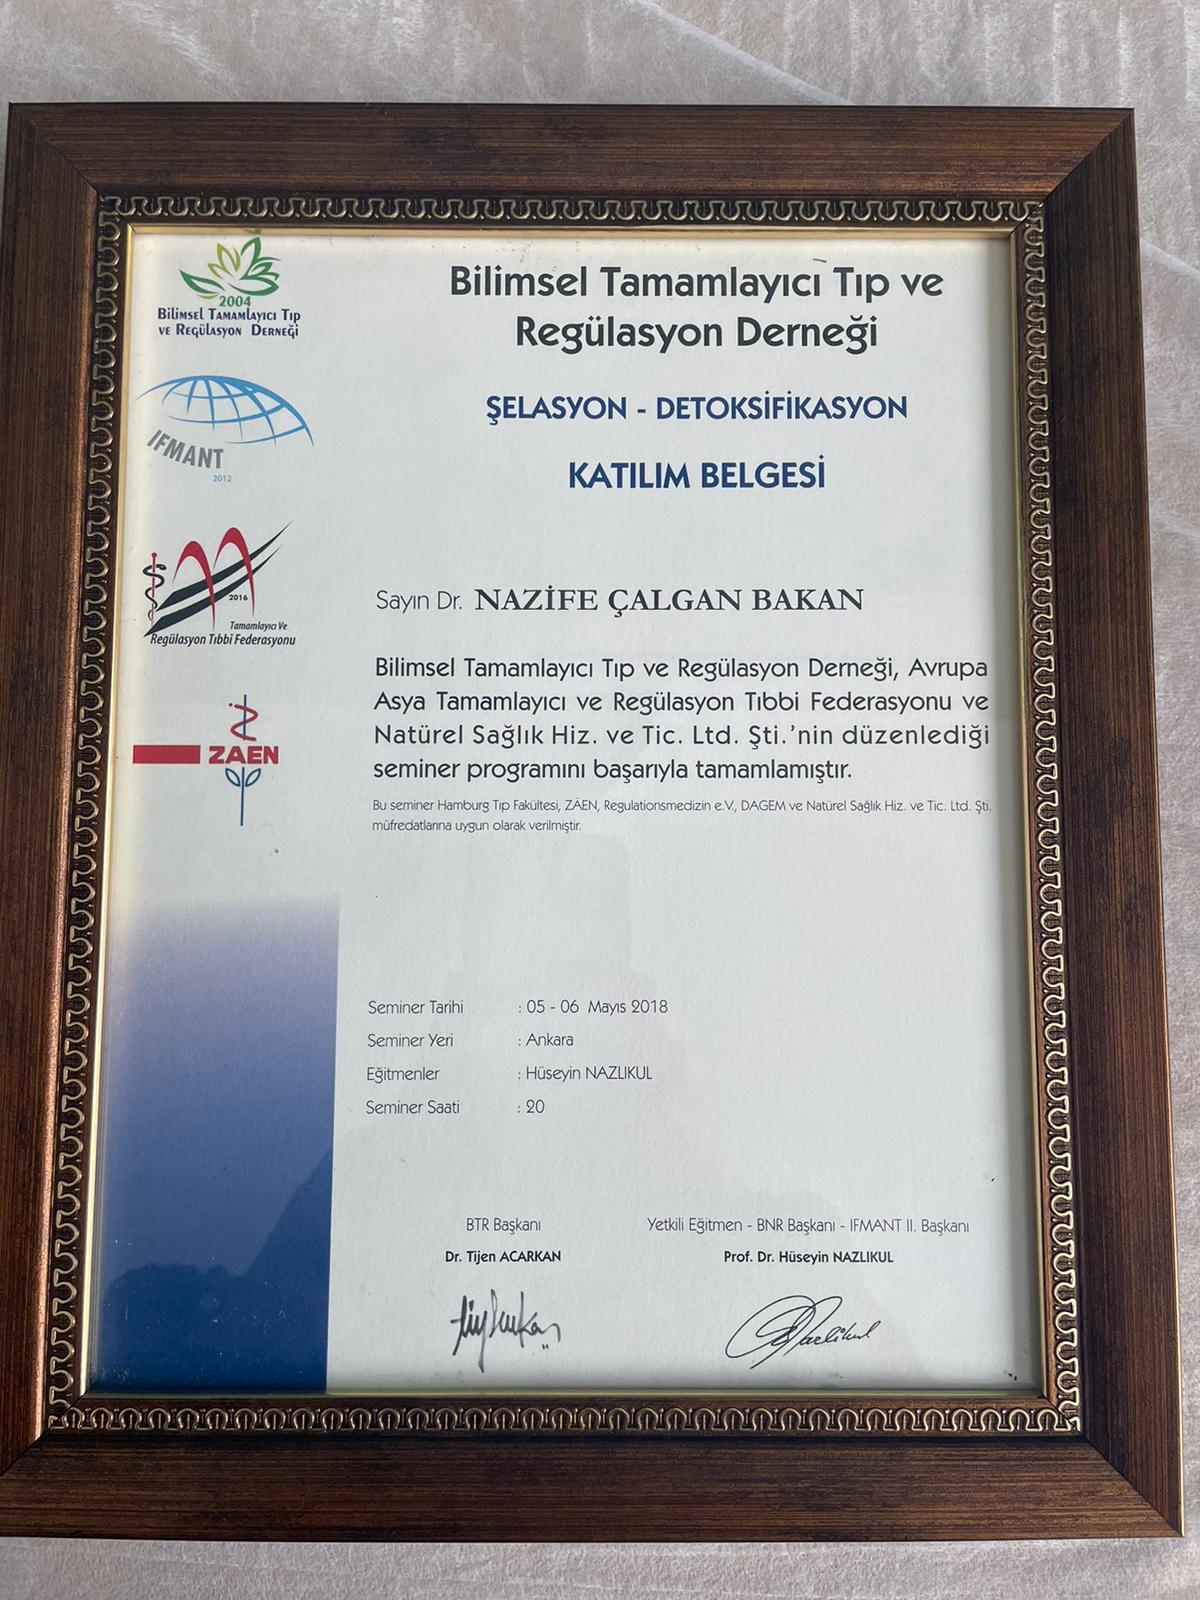 2004
Bilimsel Tamamlayıcı Tıp
ve Regülasyon Derneği
IFMANT
2012
2016
Tamamlayıcı Ve
Regülasyon Tıbbi Federasyonu
ZAEN
Bilimsel Tamamlayıcı Tıp ve
Regülasyon Derneği
ŞELASYON - DETOKSİFİKASYON
KATILIM BELGESİ
Sayın Dr. NAZİFE ÇALGAN BAKAN
Bilimsel Tamamlayıcı Tıp ve Regülasyon Derneği, Avrupa
Asya Tamamlayıcı ve Regülasyon Tıbbi Federasyonu ve
Natürel Sağlık Hiz. ve Tic. Ltd. Şti.'nin düzenlediği
seminer programını başarıyla tamamlamıştır.
Bu seminer Hamburg Tıp Fakültesi, ZÄEN, Regulationsmedizin e.V., DAGEM ve Natürel Sağlık Hiz. ve Tic. Ltd. Şti.
müfredatlarına uygun olarak verilmiştir.
Seminer Tarihi : 05 - 06 Mayıs 2018
Seminer Yeri : Ankara
Eğitmenler : Hüseyin NAZLIKUL
Seminer Saati : 20
BTR Başkanı
Dr. Tijen ACARKAN
Yetkili Eğitmen - BNR Başkanı - IFMANT II. Başkanı
Prof. Dr. Hüseyin NAZLIKUL